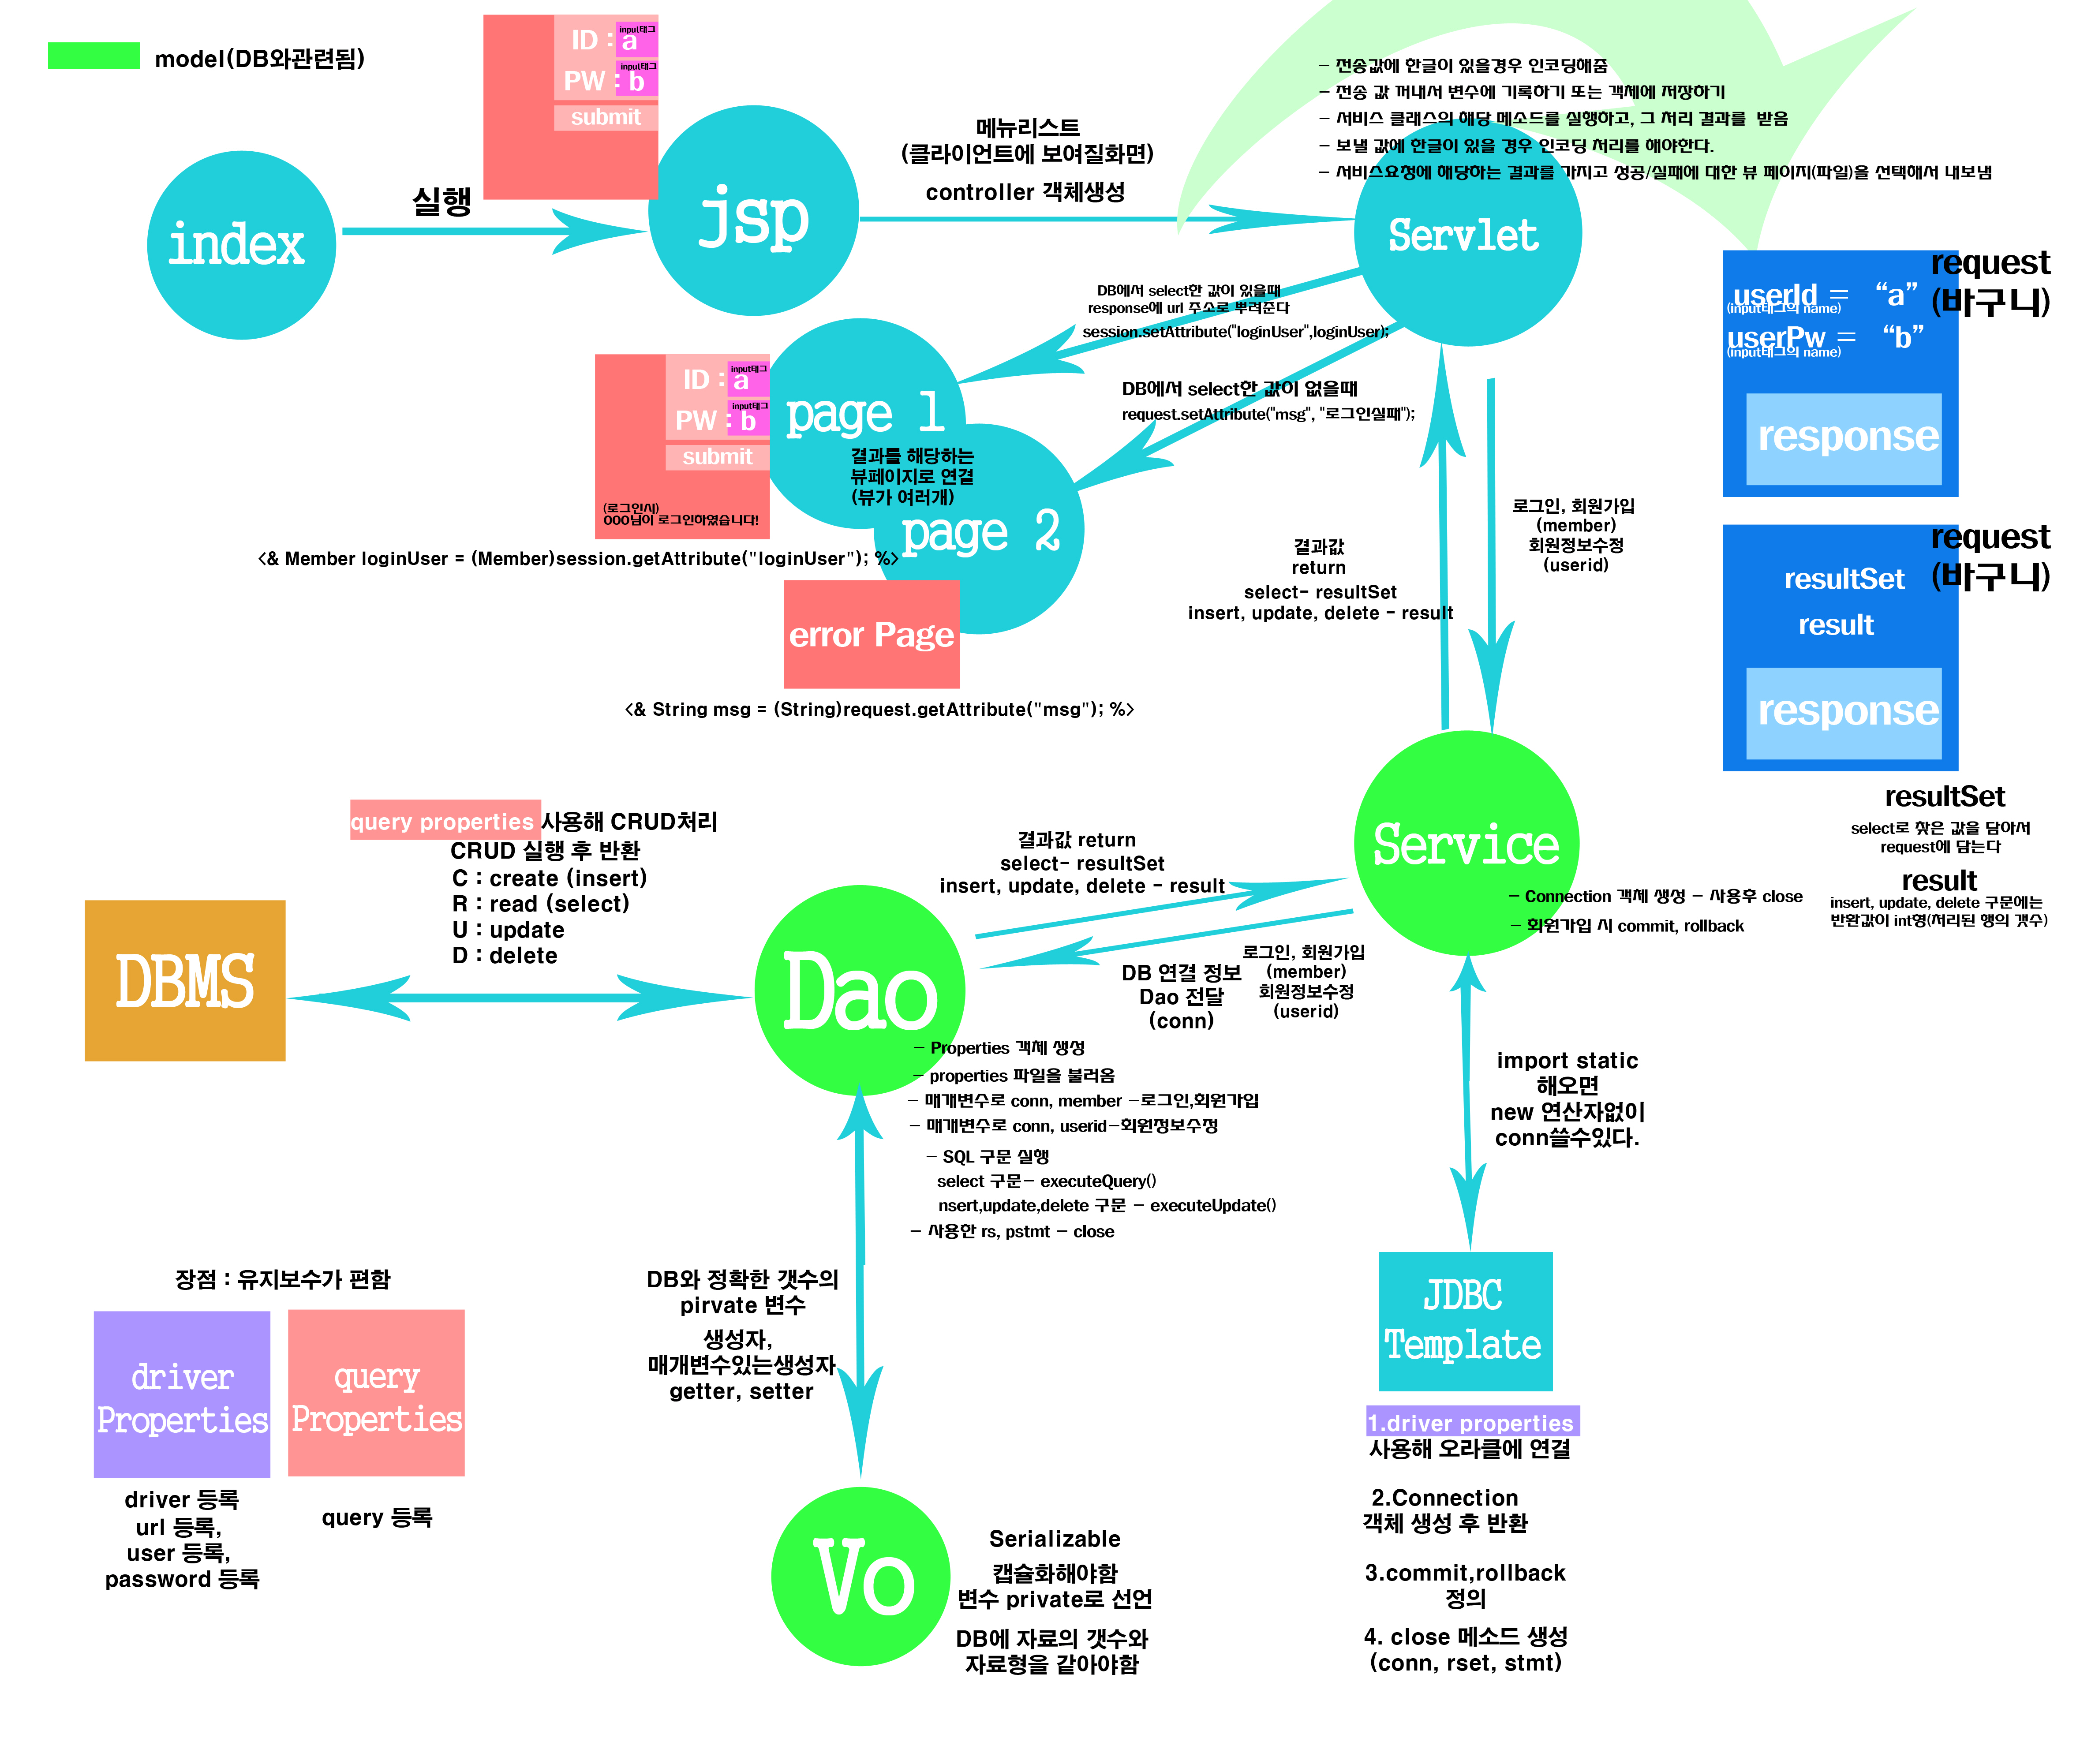 model(DB와관련됨)
ID : a
input태그
PW : b
input태그
submit
index
실행
jsp
메뉴리스트
(클라이언트에 보여질화면)
controller 객체생성
- 전송값에 한글이 있을경우 인코딩해줌
- 전송 값 꺼내서 변수에 기록하기 또는 객체에 저장하기
- 서비스 클래스의 해당 메소드를 실행하고, 그 처리 결과를 받음
- 보낼 값에 한글이 있을 경우 인코딩 처리를 해야한다.
- 서비스요청에 해당하는 결과를 가지고 성공/실패에 대한 뷰 페이지(파일)을 선택해서 내보냄
Servlet
request
(바구니)
userId = “a”
(input태그의 name)
userPw = “b”
(input태그의 name)
response
DB에서 select한 값이 있을때
response에 url 주소로 뿌려준다
session.setAttribute("loginUser",loginUser);
DB에서 select한 값이 없을때
request.setAttribute("msg", "로그인실패");
ID : a
input태그
PW : b
input태그
submit
(로그인시)
OOO님이 로그인하였습니다!
page 1
결과를 해당하는
뷰페이지로 연결
(뷰가 여러개)
page 2
<& Member loginUser = (Member)session.getAttribute("loginUser"); %>
error Page
<& String msg = (String)request.getAttribute("msg"); %>
결과값
return
select- resultSet
insert, update, delete - result
로그인, 회원가입
(member)
회원정보수정
(userid)
request
(바구니)
resultSet
result
response
resultSet
select로 찾은 값을 담아서
request에 담는다
result
insert, update, delete 구문에는
반환값이 int형(처리된 행의 갯수)
Service
- Connection 객체 생성 - 사용후 close
- 회원가입 시 commit, rollback
query properties 사용해 CRUD처리
CRUD 실행 후 반환
C : create (insert)
R : read (select)
U : update
D : delete
DBMS
Dao
결과값 return
select- resultSet
insert, update, delete - result
DB 연결 정보
Dao 전달
(conn)
로그인, 회원가입
(member)
회원정보수정
(userid)
- Properties 객체 생성
- properties 파일을 불러옴
- 매개변수로 conn, member -로그인,회원가입
- 매개변수로 conn, userid-회원정보수정
- SQL 구문 실행
select 구문- executeQuery()
nsert,update,delete 구문 - executeUpdate()
- 사용한 rs, pstmt - close
import static
해오면
new 연산자없이
conn쓸수있다.
장점 : 유지보수가 편함
driver
Properties
query
Properties
driver 등록
url 등록,
user 등록,
password 등록
query 등록
DB와 정확한 갯수의
pirvate 변수
생성자,
매개변수있는생성자
getter, setter
JDBC
Template
1.driver properties
사용해 오라클에 연결
2.Connection
객체 생성 후 반환
3.commit,rollback
정의
4. close 메소드 생성
(conn, rset, stmt)
Vo
Serializable
캡슐화해야함
변수 private로 선언
DB에 자료의 갯수와
자료형을 같아야함